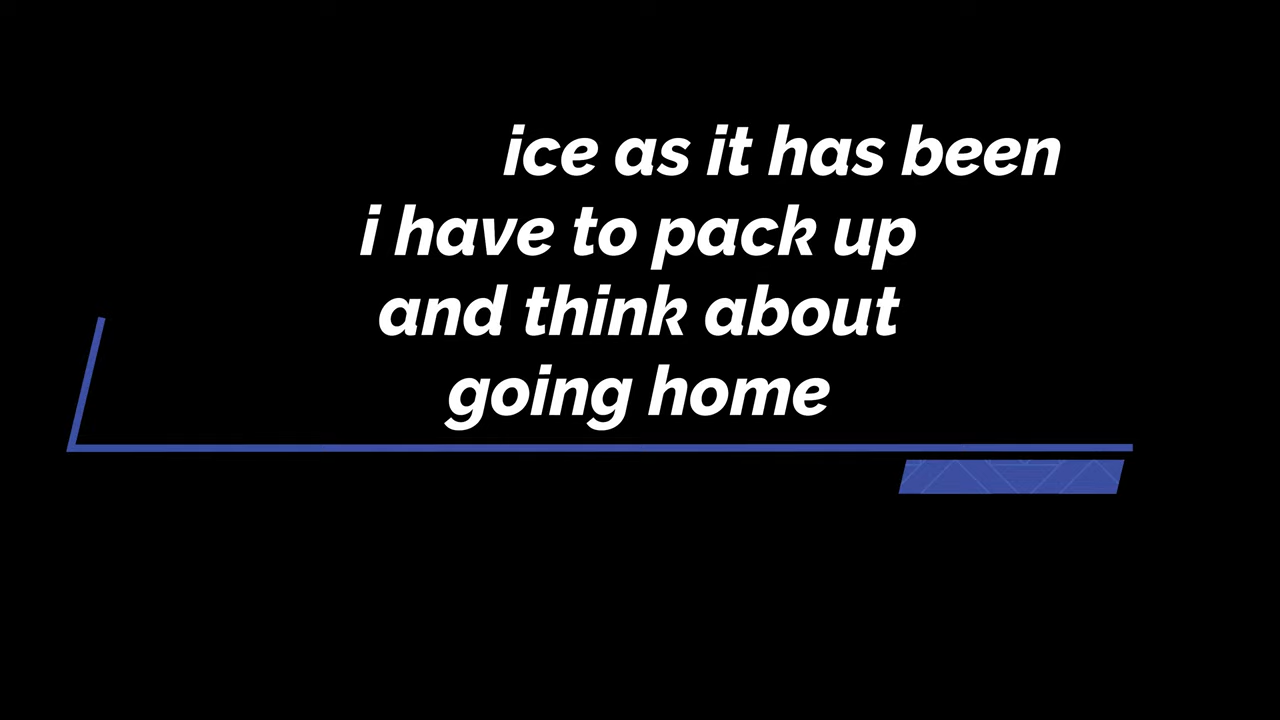 ice as it has been
i have to pack up
and think about
going home